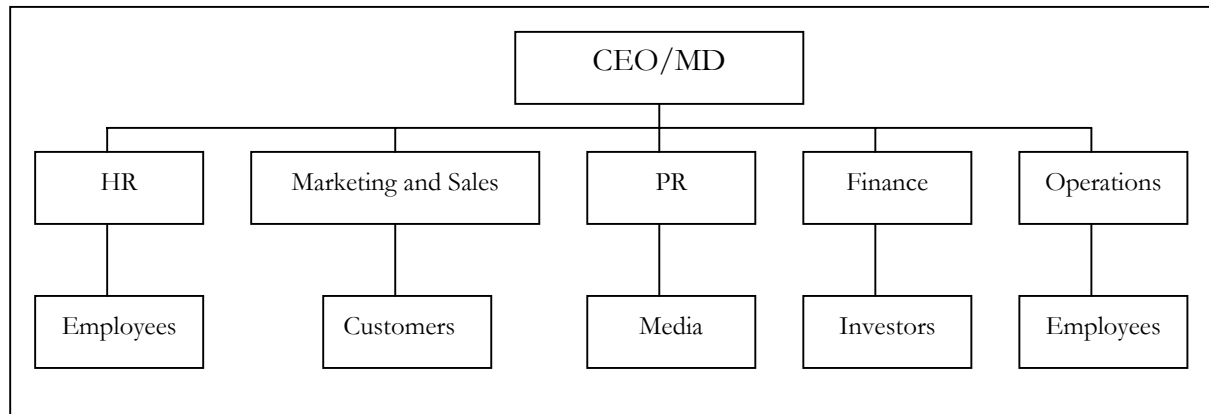 CEO/MD
HR
Marketing and Sales
PR
Finance
Operations
Employees
Customers
Media
Investors
Employees